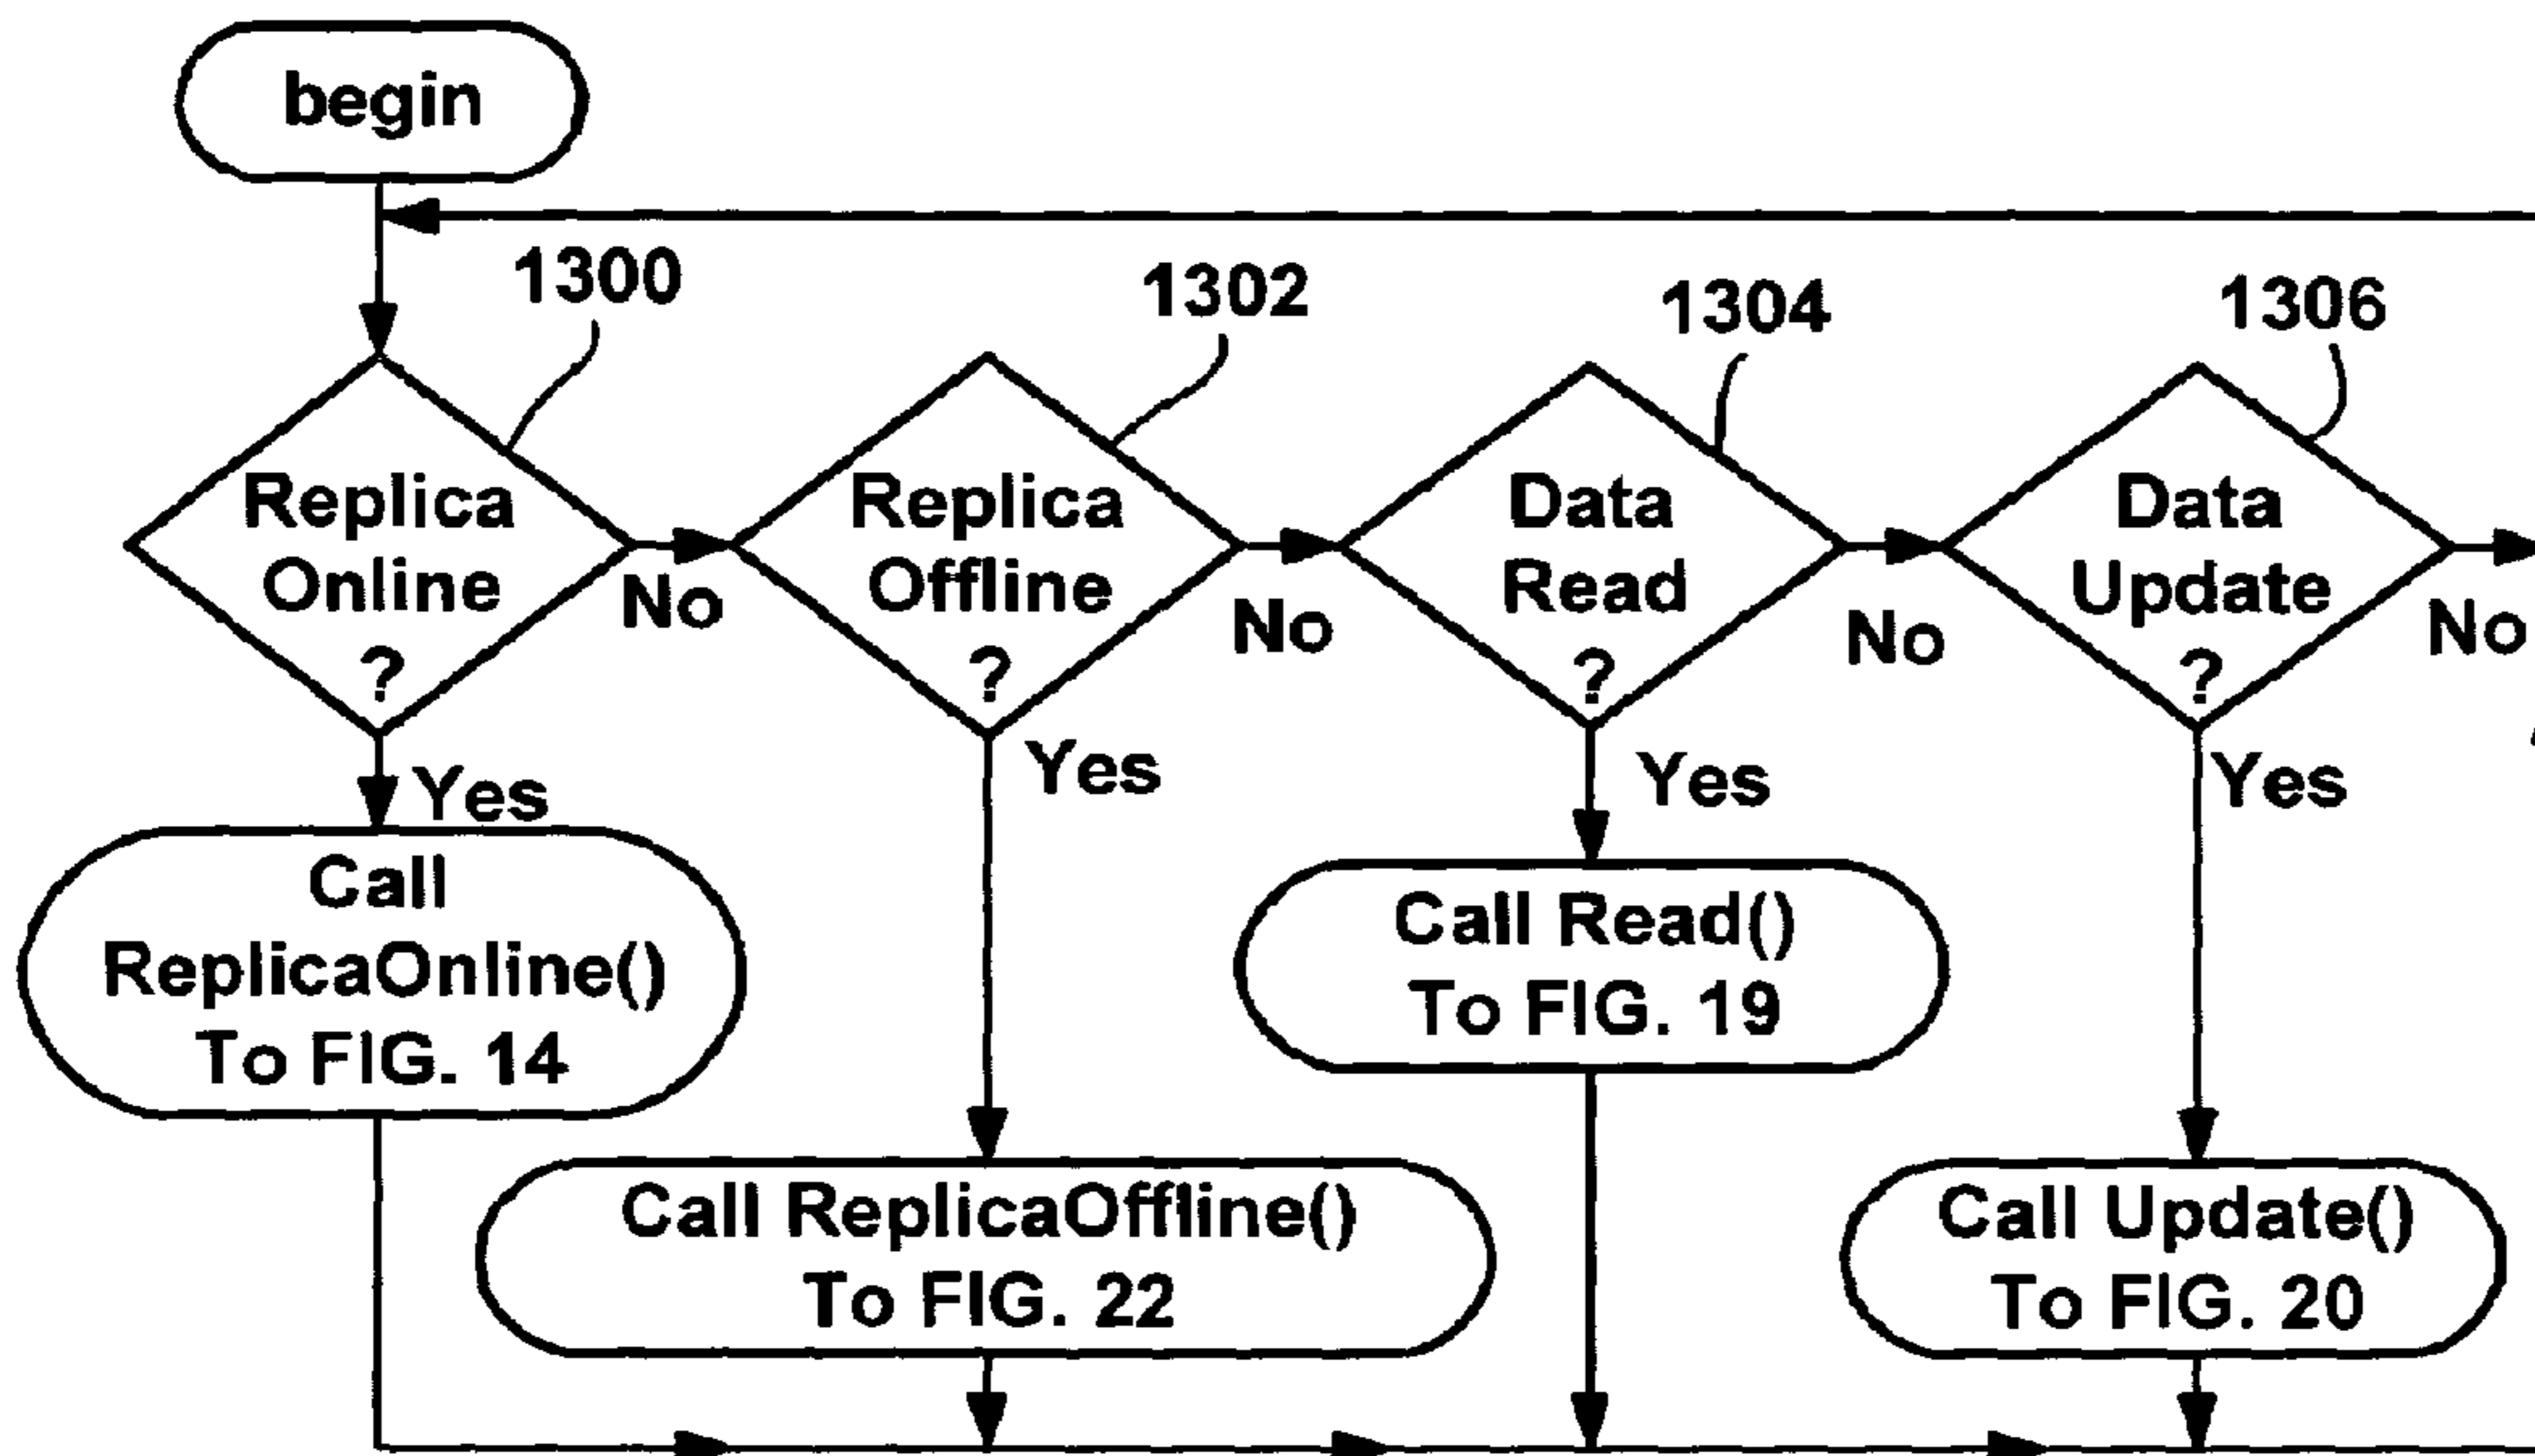 begin
1300
1302
1304
1306
Replica
Online
?
No
Replica
Offline
?
No
Data
Read
?
No
Data
Update
?
No
Yes
Yes
Yes
Yes
Call
ReplicaOnline()
To FIG. 14
Call Read()
To FIG. 19
Call ReplicaOffline()
To FIG. 22
Call Update()
To FIG. 20